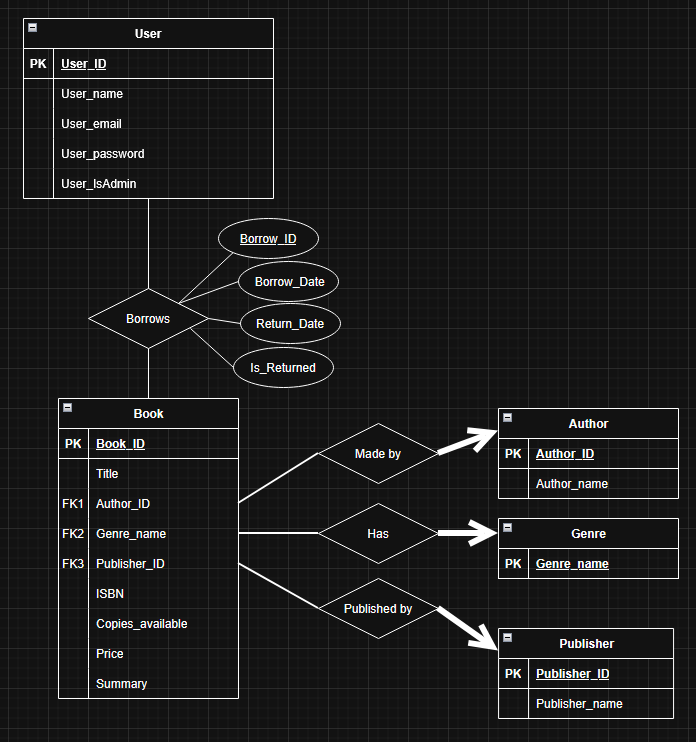 User
PK User_ID
User_name
User_email
User_password
User_IsAdmin
Borrow_ID
Borrow_Date
Borrows
Return_Date
Is_Returned
Book
PK Book_ID
Title
FK1 Author_ID
FK2 Genre_name
FK3 Publisher_ID
ISBN
Copies_available
Price
Summary
Made by
Has
Published by
Author
PK Author_ID
Author_name
Genre
PK Genre_name
Publisher
PK Publisher_ID
Publisher_name